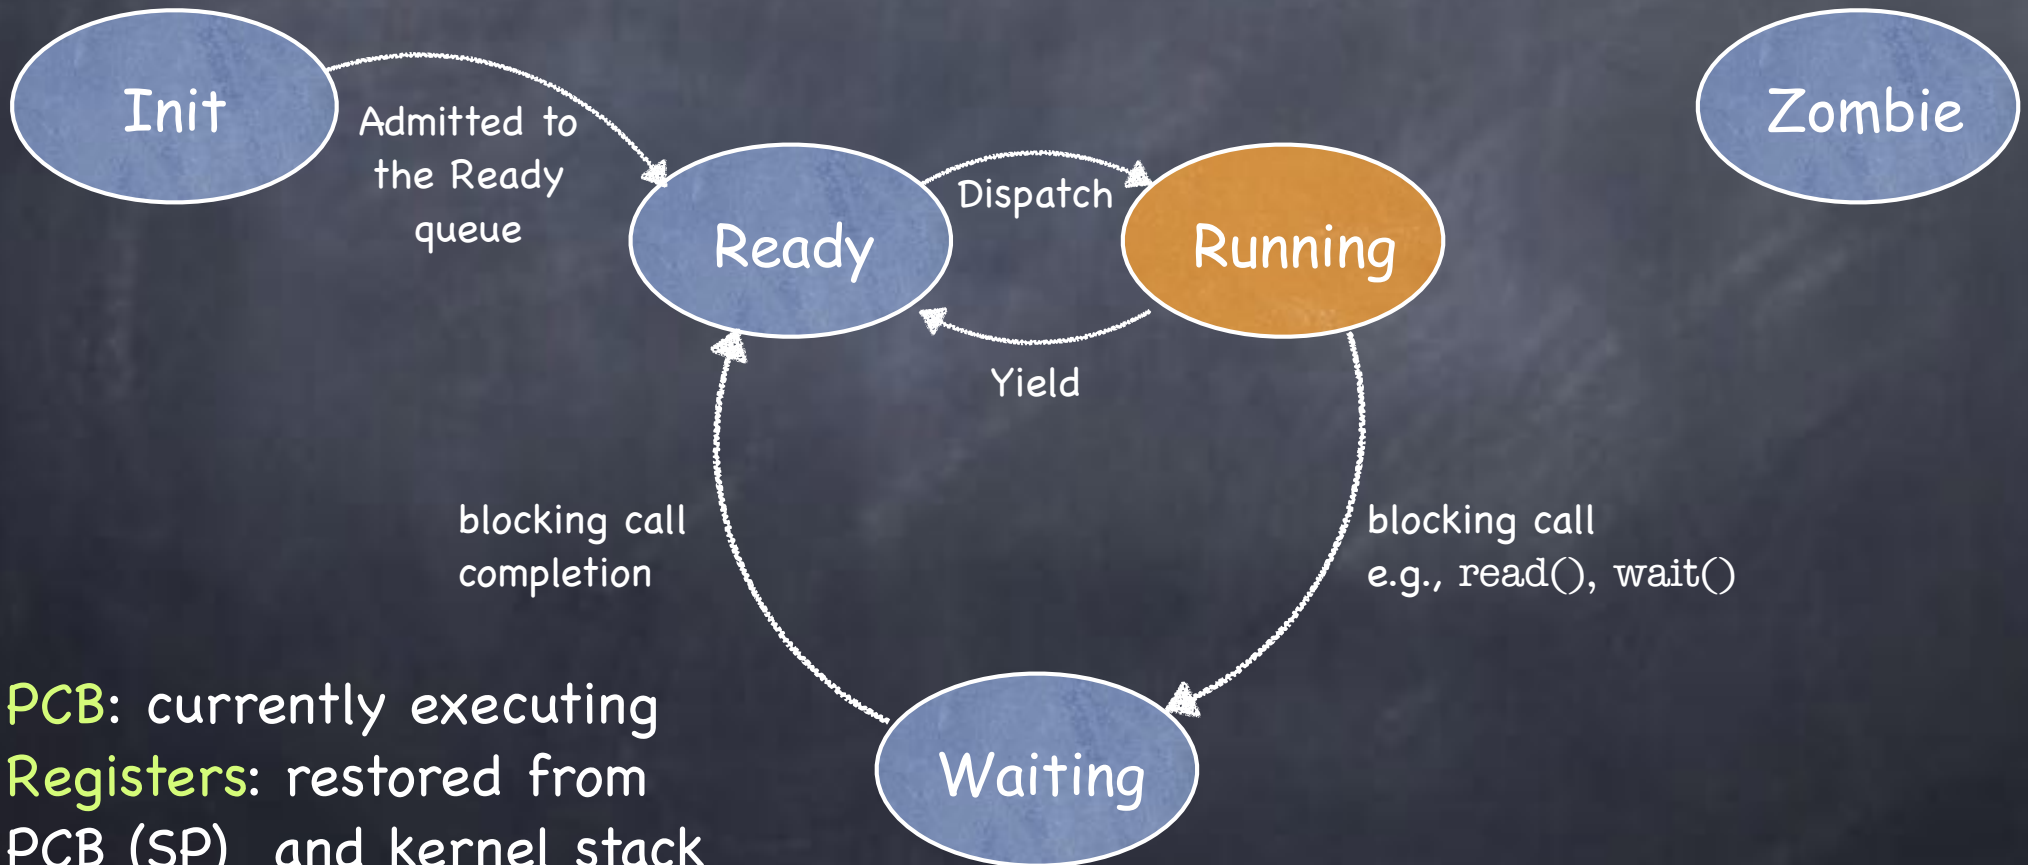 Init
Zombie
Admitted to
the Ready
queue
Dispatch
Ready
Running
Yield
blocking call
completion
blocking call
e.g., read(), wait()
PCB: currently executing
Registers: restored from
PCB (SP) and kernel stack
Waiting